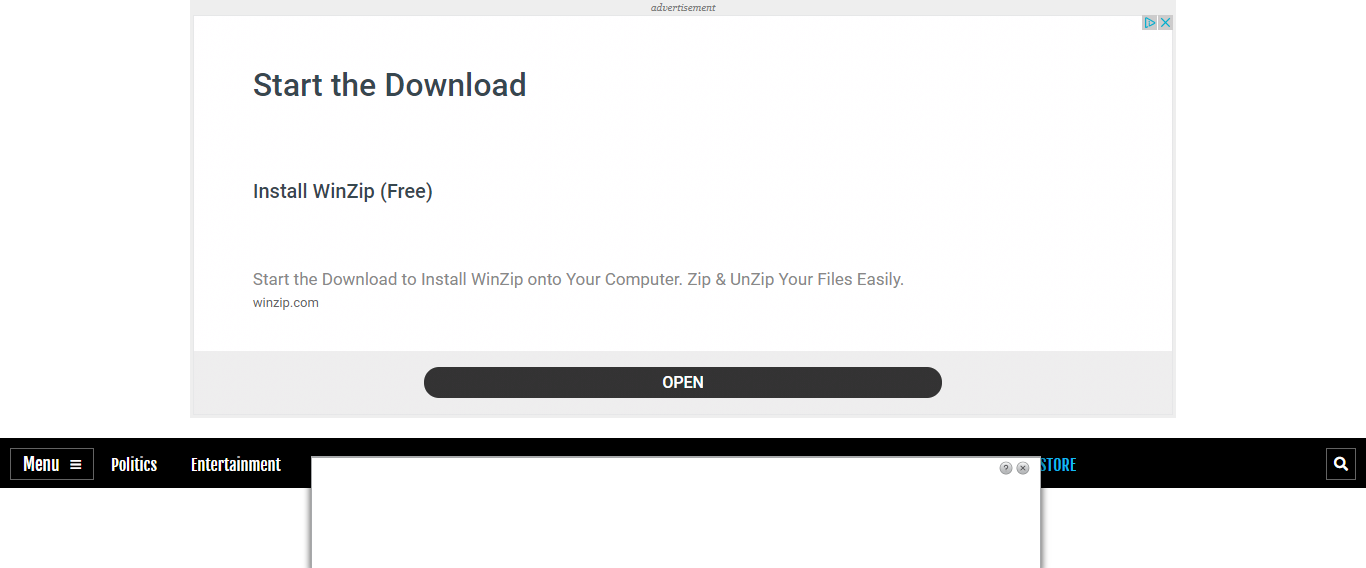 advertisement
Start the Download
Install WinZip (Free)
Start the Download to Install WinZip onto Your Computer. Zip & UnZip Your Files Easily.
winzip.com
OPEN
Menu Politics Entertainment STORE